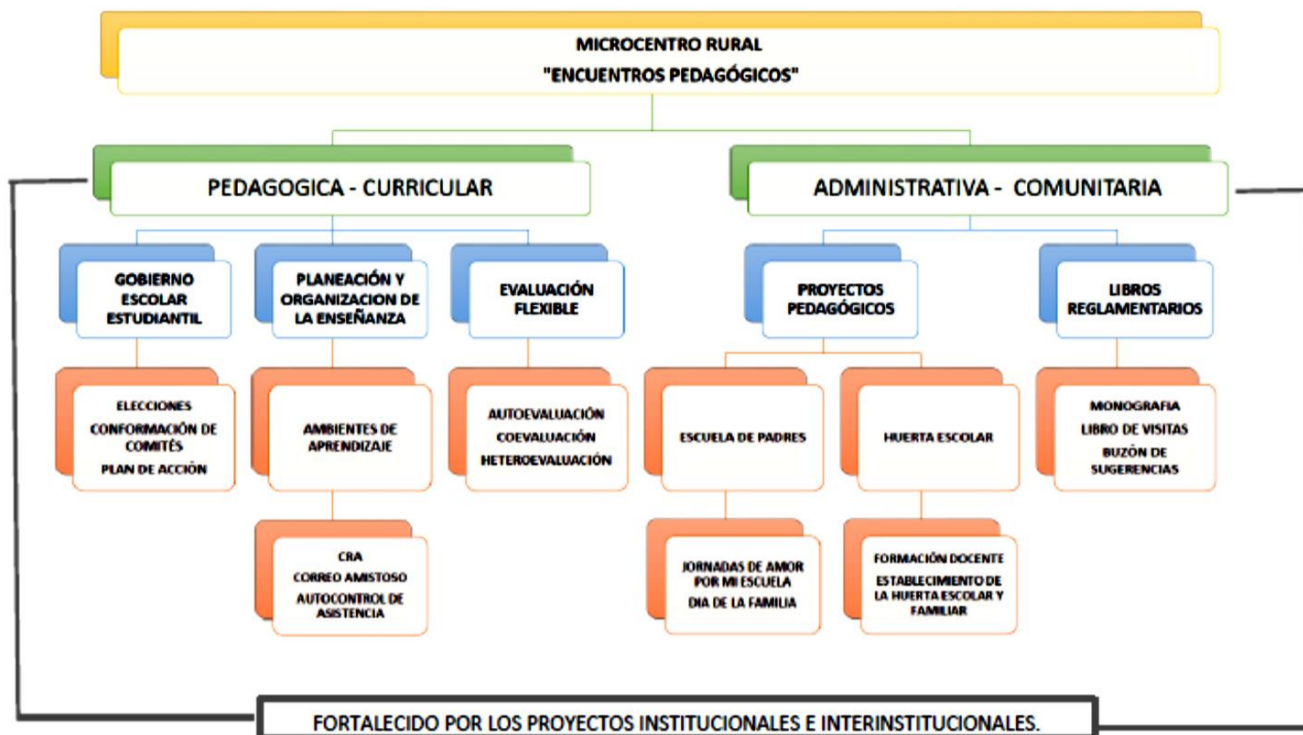 MICROCENTRO RURAL
"ENCUENTROS PEDAGÓGICOS"
PEDAGOGICA - CURRICULAR
ADMINISTRATIVA - COMUNITARIA
GOBIERNO
ESCOLAR
ESTUDIANTIL
PLANEACIÓN Y
ORGANIZACION DE
LA ENSEÑANZA
EVALUACIÓN
FLEXIBLE
PROYECTOS
PEDAGÓGICOS
LIBROS
REGLAMENTARIOS
ELECCIONES
CONFORMACIÓN DE
COMITÉS
PLAN DE ACCIÓN
AMBIENTES DE
APRENDIZAJE
AUTOEVALUACIÓN
COEVALUACIÓN
HETEROEVALUACIÓN
ESCUELA DE PADRES
HUERTA ESCOLAR
MONOGRAFIA
LIBRO DE VISITAS
BUZÓN DE
SUGERENCIAS
CRA
CORREO AMISTOSO
AUTOCONTROL DE
ASISTENCIA
JORNADAS DE AMOR
POR MI ESCUELA
DIA DE LA FAMILIA
FORMACIÓN DOCENTE
ESTABLECIMIENTO DE
LA HUERTA ESCOLAR Y
FAMILIAR
FORTALECIDO POR LOS PROYECTOS INSTITUCIONALES E INTERINSTITUCIONALES.